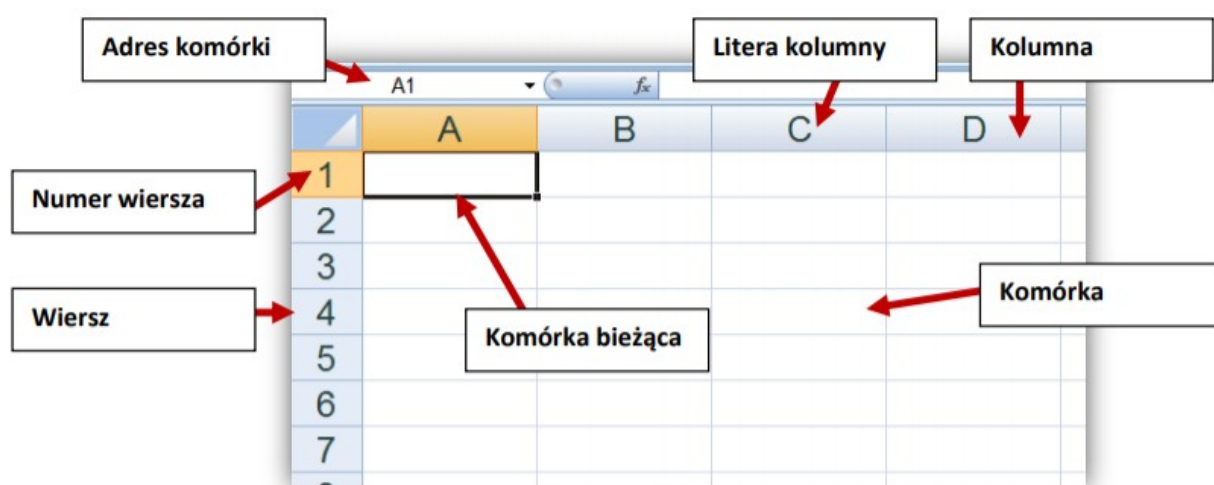 Adres komórki
Litera kolumny
Kolumna
A1
fx
A B C D
1
Numer wiersza
2
3
Komórka
Wiersz
4
Komórka bieżąca
5
6
7